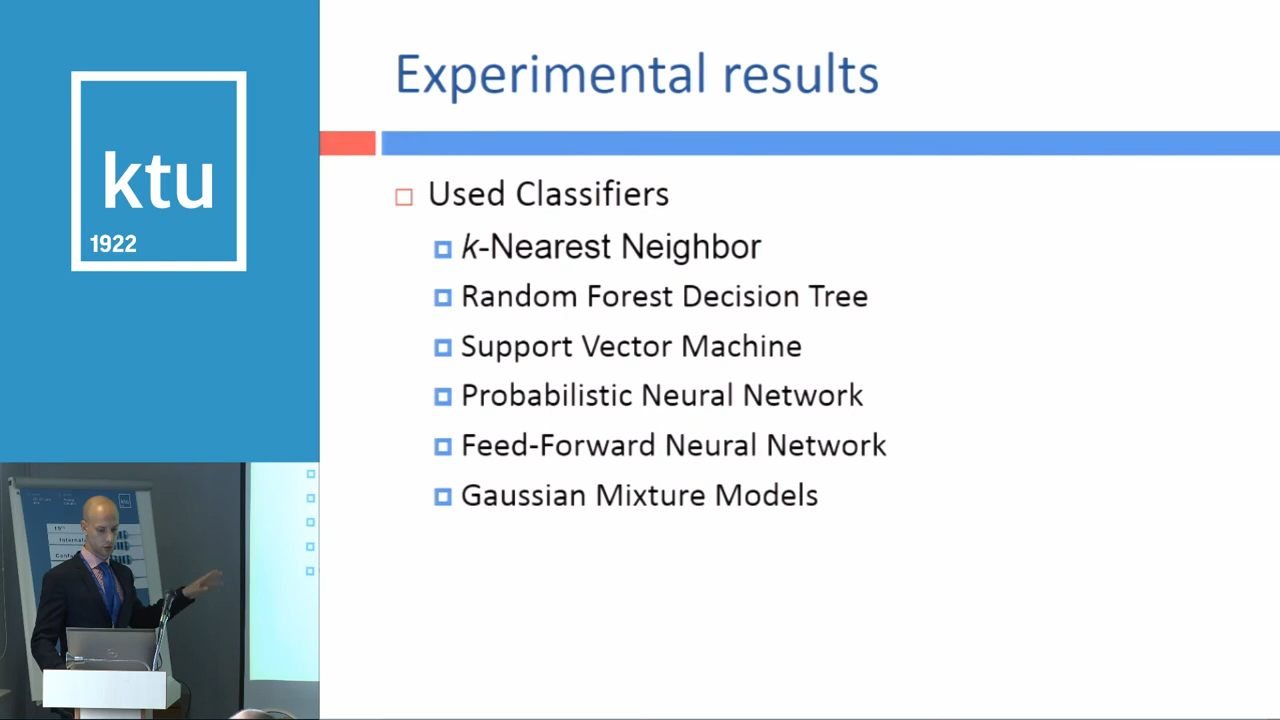 ktu
1922
Experimental results
Used Classifiers
k-Nearest Neighbor
Random Forest Decision Tree
Support Vector Machine
Probabilistic Neural Network
Feed-Forward Neural Network
Gaussian Mixture Models